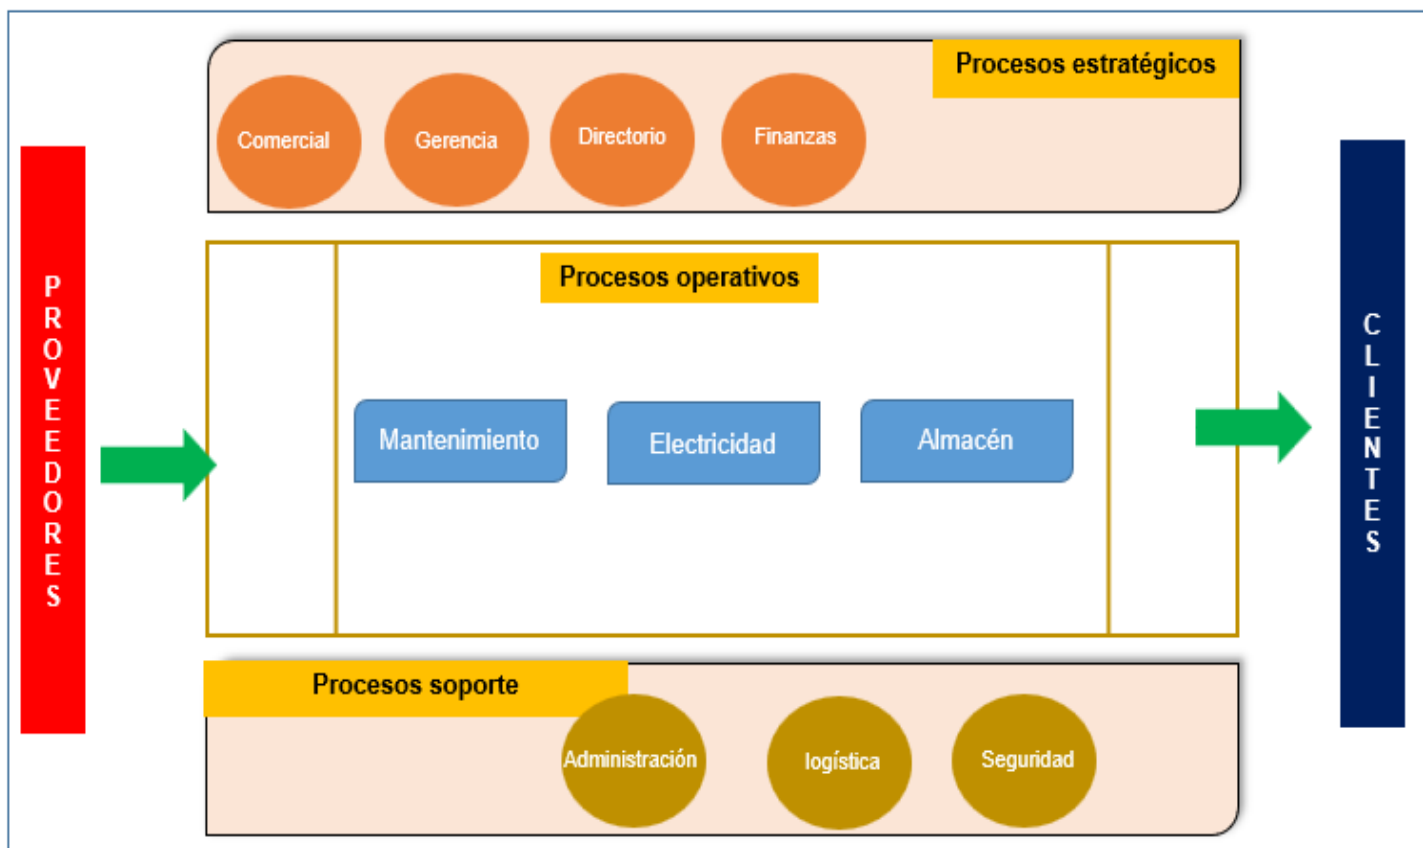 Procesos estratégicos
Comercial
Gerencia
Directorio
Finanzas
PROVEEDORES
Procesos operativos
Mantenimiento
Electricidad
Almacén
CLIENTES
Procesos soporte
Administración
logística
Seguridad